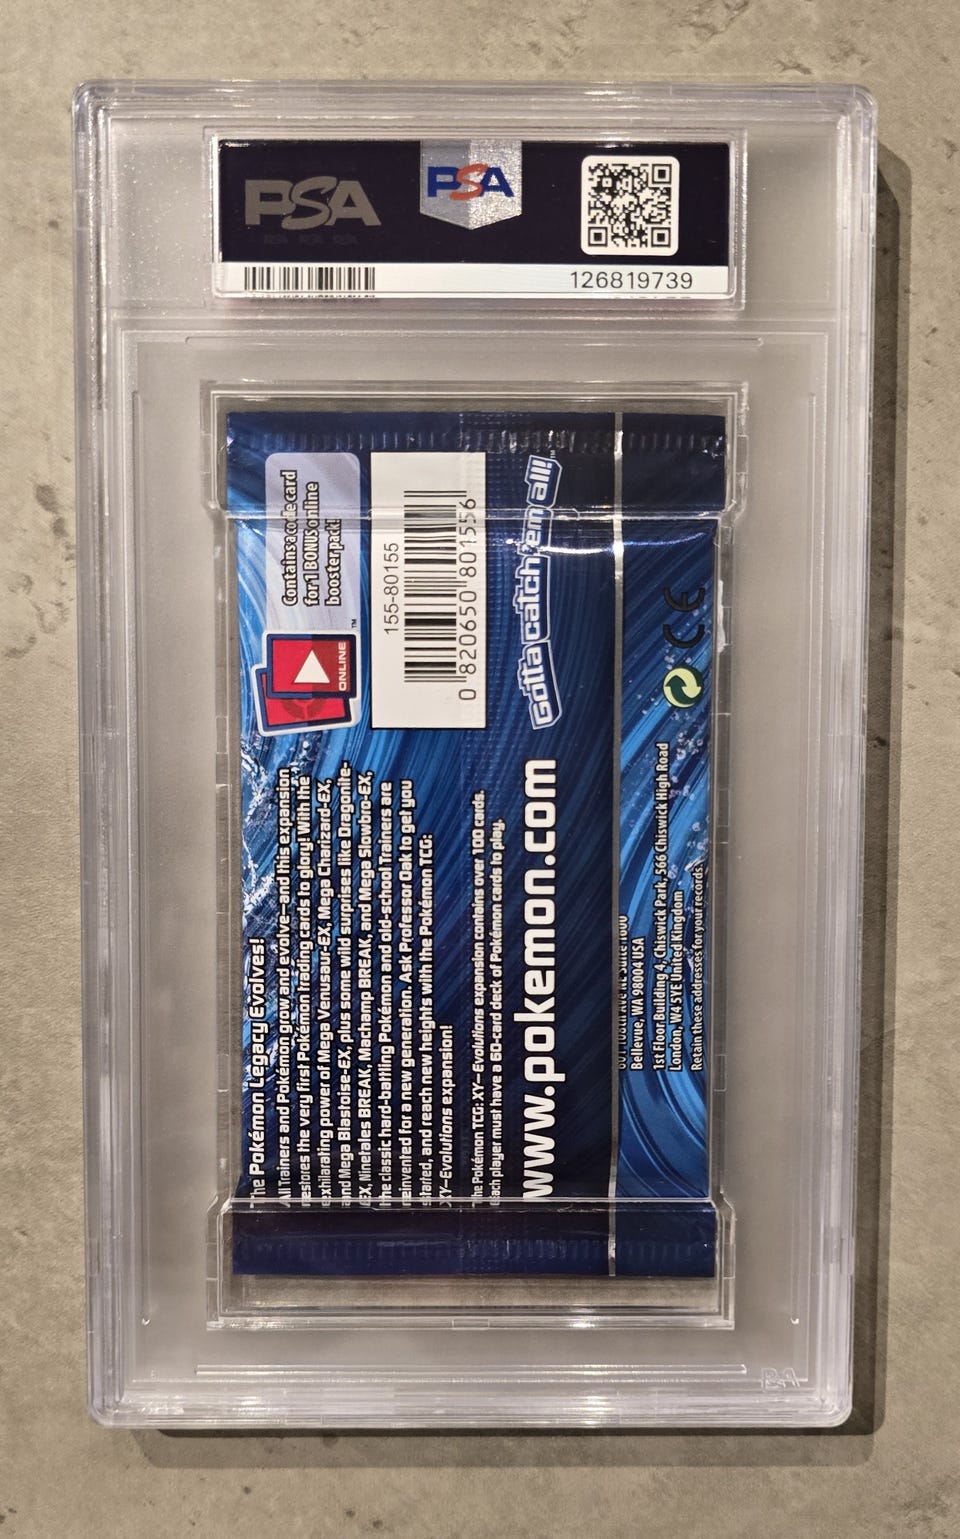 PSA
PSA
126819739
Contains a code card
for 1 BONUS online
booster pack!
ONLINE
™
155-80155
0 820650 801556
Gotta catch 'em all!™
The Pokémon Legacy Evolves!
All Trainers and Pokémon grow and evolve—and this expansion
restores the very first Pokémon trading cards to glory! With the
exhilarating power of Mega Venusaur-EX, Mega Charizard-EX,
and Mega Blastoise-EX, plus some wild surprises like Dragonite-
EX, Ninetales BREAK, Machamp BREAK, and Mega Slowbro-EX,
the classic hard-battling Pokémon and old-school Trainers are
reinvented for a new generation. Ask Professor Oak to get you
started, and reach new heights with the Pokémon TCG:
XY—Evolutions expansion!
The Pokémon TCG: XY—Evolutions expansion contains over 100 cards.
Each player must have a 60-card deck of Pokémon cards to play.
www.pokemon.com
CE
Bellevue, WA 98004 USA
1st Floor Building 4, Chiswick Park, 566 Chiswick High Road
London, W4 5YE United Kingdom
Retain these addresses for your records.